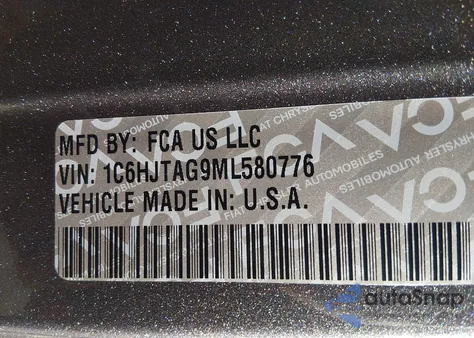 MFD BY: FCA US LLC
VIN: 1C6HJTAG9ML580776
VEHICLE MADE IN: U.S.A.
autoSnap